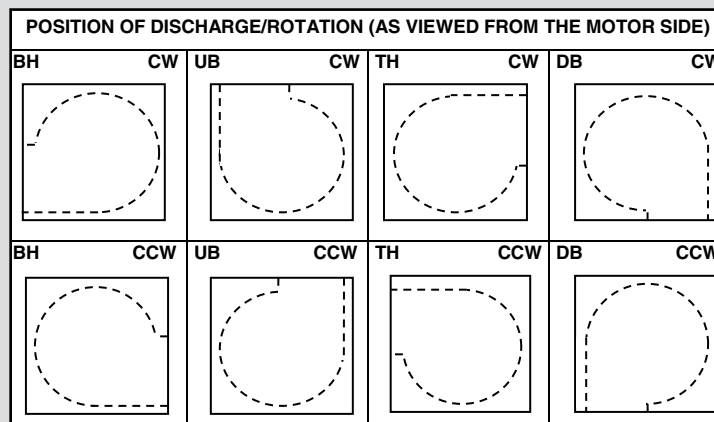 POSITION OF DISCHARGE/ROTATION (AS VIEWED FROM THE MOTOR SIDE)
BH CW UB CW TH CW DB CW
BH CCW UB CCW TH CCW DB CCW